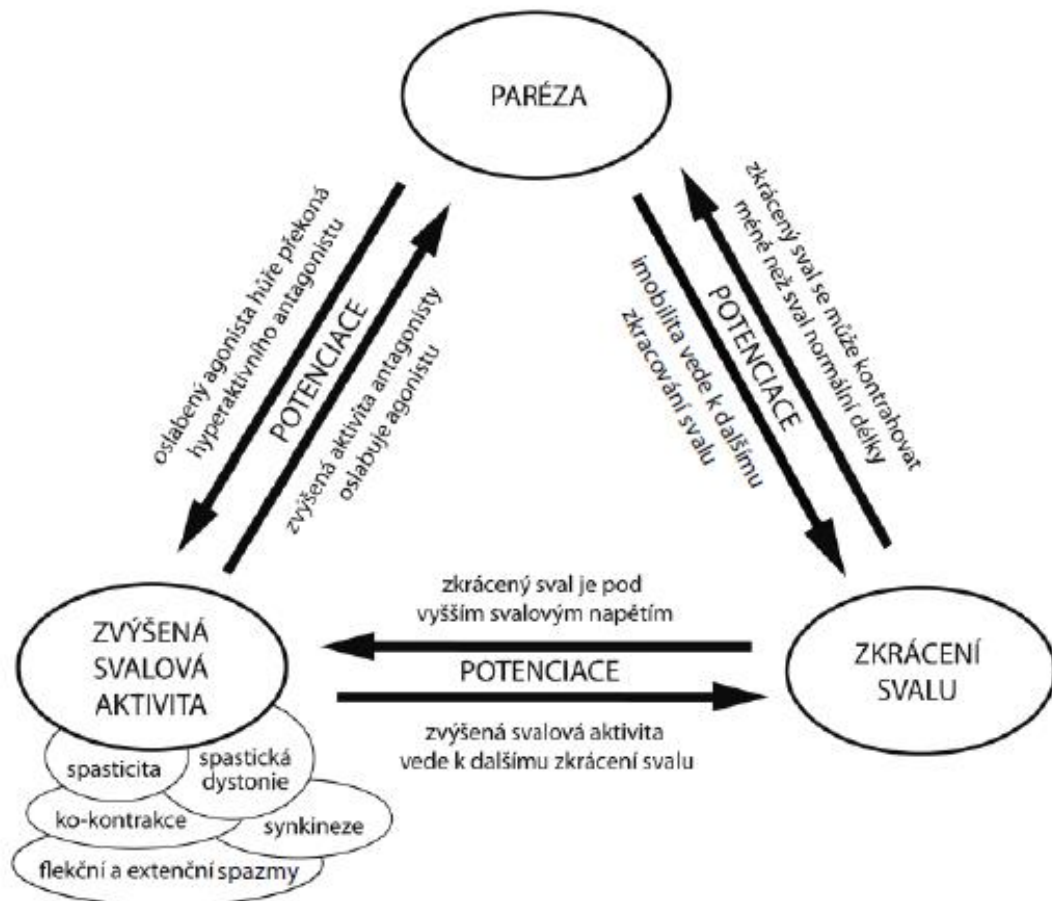 PARÉZA
oslabený agonista hůře překoná
hyperaktivního antagonistu
POTENCIACE
zvýšená aktivita antagonisty
oslabuje agonistu
zkrácený sval se může kontrahovat
méně než sval normální délky
POTENCIACE
imobilita vede k dalšímu
zkracování svalu
ZVÝŠENÁ
SVALOVÁ
AKTIVITA
zkrácený sval je pod
vyšším svalovým napětím
POTENCIACE
zvýšená svalová aktivita
vede k dalšímu zkrácení svalu
ZKRÁCENÍ
SVALU
spasticita
spastická
dystonie
ko-kontrakce
synkineze
flekční a extenční spazmy